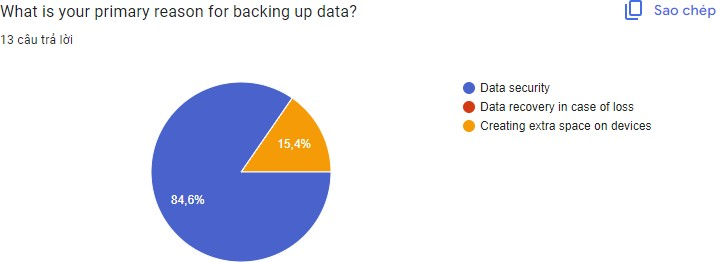 What is your primary reason for backing up data?
Sao chép
13 câu trả lời
Data security
Data recovery in case of loss
Creating extra space on devices
15,4%
84,6%